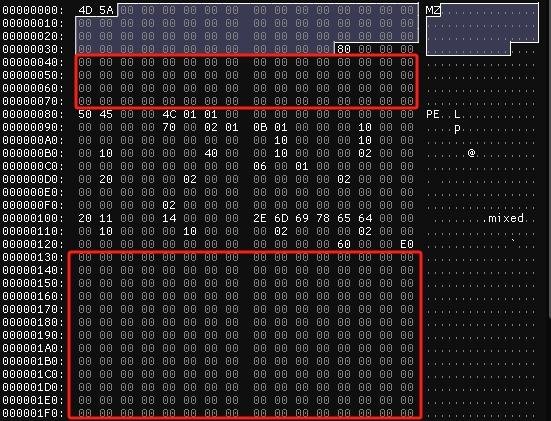 00000000: 4D 5A 00 00 00 00 00 00 00 00 00 00 00 00 00 00 MZ..............
00000010: 00 00 00 00 00 00 00 00 00 00 00 00 00 00 00 00 ................
00000020: 00 00 00 00 00 00 00 00 00 00 00 00 00 00 00 00 ................
00000030: 00 00 00 00 00 00 00 00 00 00 00 00 80 00 00 00 ................
00000040: 00 00 00 00 00 00 00 00 00 00 00 00 00 00 00 00 ................
00000050: 00 00 00 00 00 00 00 00 00 00 00 00 00 00 00 00 ................
00000060: 00 00 00 00 00 00 00 00 00 00 00 00 00 00 00 00 ................
00000070: 00 00 00 00 00 00 00 00 00 00 00 00 00 00 00 00 ................
00000080: 50 45 00 00 4C 01 01 00 00 00 00 00 00 00 00 00 PE..L...........
00000090: 00 00 00 00 70 00 02 01 0B 01 00 00 00 10 00 00 ....p...........
000000A0: 00 00 00 00 00 00 00 00 00 10 00 00 00 10 00 00 ................
000000B0: 00 10 00 00 00 00 40 00 00 10 00 00 00 02 00 00 ......@.........
000000C0: 00 00 00 00 00 00 00 00 06 00 01 00 00 00 00 00 ................
000000D0: 00 20 00 00 00 02 00 00 00 00 00 00 02 00 00 00 . ..............
000000E0: 00 00 00 00 00 00 00 00 00 00 00 00 00 00 00 00 ................
000000F0: 00 00 00 00 02 00 00 00 00 00 00 00 00 00 00 00 ................
00000100: 20 11 00 00 14 00 00 00 2E 6D 69 78 65 64 00 00  ........mixed..
00000110: 00 10 00 00 00 10 00 00 00 02 00 00 00 02 00 00 ................
00000120: 00 00 00 00 00 00 00 00 00 00 00 00 60 00 00 E0 ............`...
00000130: 00 00 00 00 00 00 00 00 00 00 00 00 00 00 00 00 ................
00000140: 00 00 00 00 00 00 00 00 00 00 00 00 00 00 00 00 ................
00000150: 00 00 00 00 00 00 00 00 00 00 00 00 00 00 00 00 ................
00000160: 00 00 00 00 00 00 00 00 00 00 00 00 00 00 00 00 ................
00000170: 00 00 00 00 00 00 00 00 00 00 00 00 00 00 00 00 ................
00000180: 00 00 00 00 00 00 00 00 00 00 00 00 00 00 00 00 ................
00000190: 00 00 00 00 00 00 00 00 00 00 00 00 00 00 00 00 ................
000001A0: 00 00 00 00 00 00 00 00 00 00 00 00 00 00 00 00 ................
000001B0: 00 00 00 00 00 00 00 00 00 00 00 00 00 00 00 00 ................
000001C0: 00 00 00 00 00 00 00 00 00 00 00 00 00 00 00 00 ................
000001D0: 00 00 00 00 00 00 00 00 00 00 00 00 00 00 00 00 ................
000001E0: 00 00 00 00 00 00 00 00 00 00 00 00 00 00 00 00 ................
000001F0: 00 00 00 00 00 00 00 00 00 00 00 00 00 00 00 00 ................